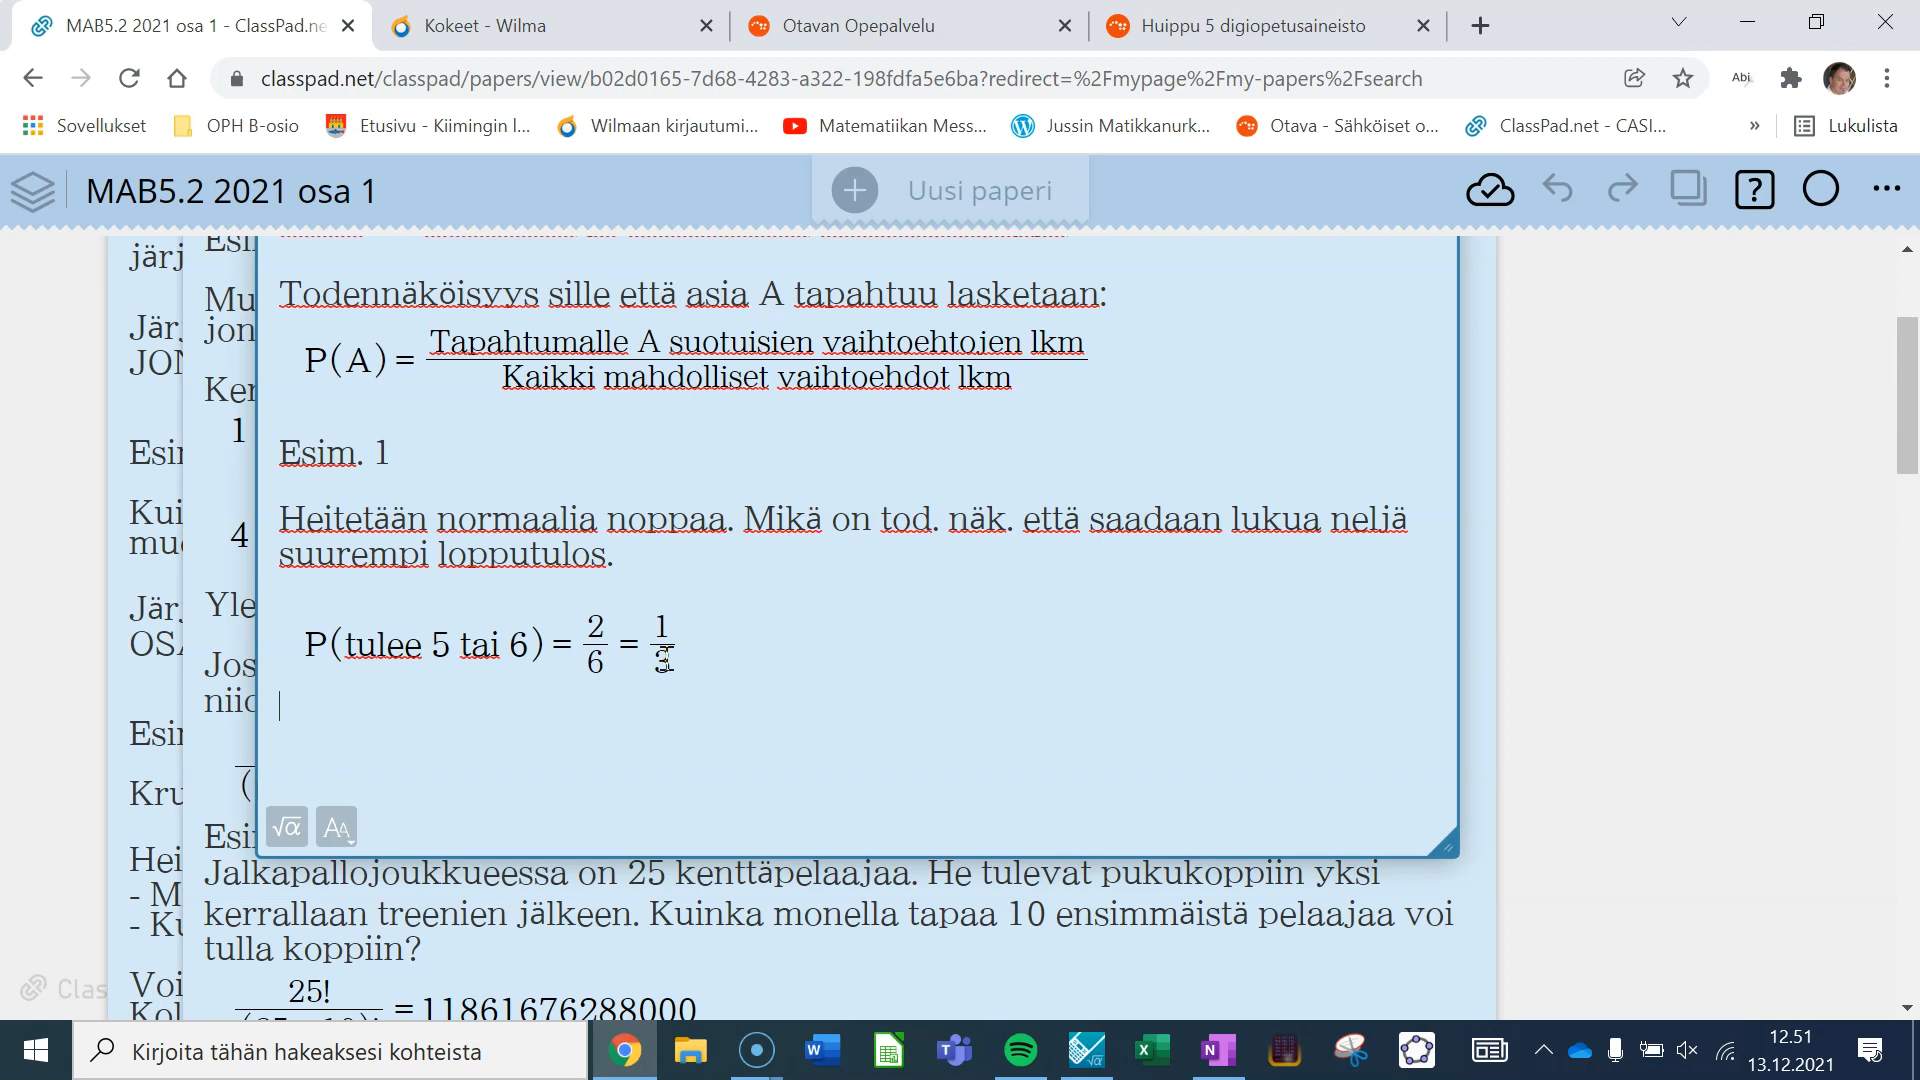 MAB5.2 2021 osa 1 - ClassPad.ne
Kokeet - Wilma
Otavan Opepalvelu
Huippu 5 digiopetusaineisto
classpad.net/classpad/papers/view/b02d0165-7d68-4283-a322-198fdfa5e6ba?redirect=%2Fmypage%2Fmy-papers%2Fsearch
Sovellukset
OPH B-osio
Etusivu - Kiimingin l...
Wilmaan kirjautumi...
Matematiikan Mess...
Jussin Matikkanurk...
Otava - Sähköiset o...
ClassPad.net - CASI...
»
Lukulista
MAB5.2 2021 osa 1
Uusi paperi
Todennäköisyys sille että asia A tapahtuu lasketaan:
P(A) = Tapahtumalle A suotuisien vaihtoehtojen lkm
Kaikki mahdolliset vaihtoehdot lkm
Esim. 1
Heitetään normaalia noppaa. Mikä on tod. näk. että saadaan lukua neljä
suurempi lopputulos.
P(tulee 5 tai 6) = 2/6 = 1/3
Jalkapallojoukkueessa on 25 kenttäpelaajaa. He tulevat pukukoppiin yksi
kerrallaan treenien jälkeen. Kuinka monella tapaa 10 ensimmäistä pelaajaa voi
tulla koppiin?
25!
= 11861676288000
Kirjoita tähän hakeaksesi kohteista
12.51
13.12.2021